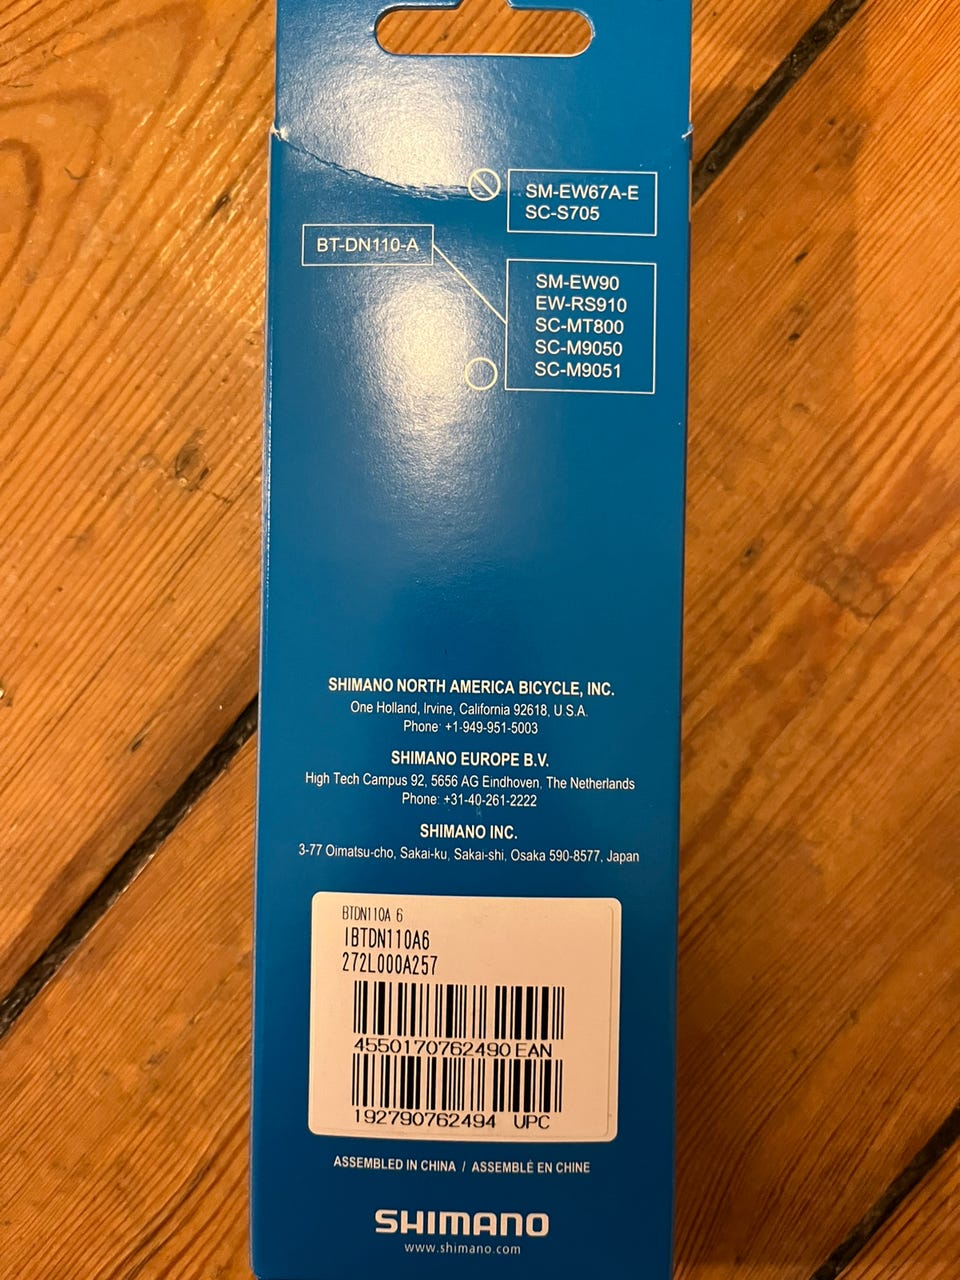 SM-EW67A-E
SC-S705
BT-DN110-A
SM-EW90
EW-RS910
SC-MT800
SC-M9050
SC-M9051
SHIMANO NORTH AMERICA BICYCLE, INC.
One Holland, Irvine, California 92618, U.S.A.
Phone: +1-949-951-5003
SHIMANO EUROPE B.V.
High Tech Campus 92, 5656 AG Eindhoven, The Netherlands
Phone: +31-40-261-2222
SHIMANO INC.
3-77 Oimatsu-cho, Sakai-ku, Sakai-shi, Osaka 590-8577, Japan
BTDN110A 6
IBTDN110A6
272L000A257
4550170762490 EAN
192790762494 UPC
ASSEMBLED IN CHINA / ASSEMBLÉ EN CHINE
SHIMANO
www.shimano.com